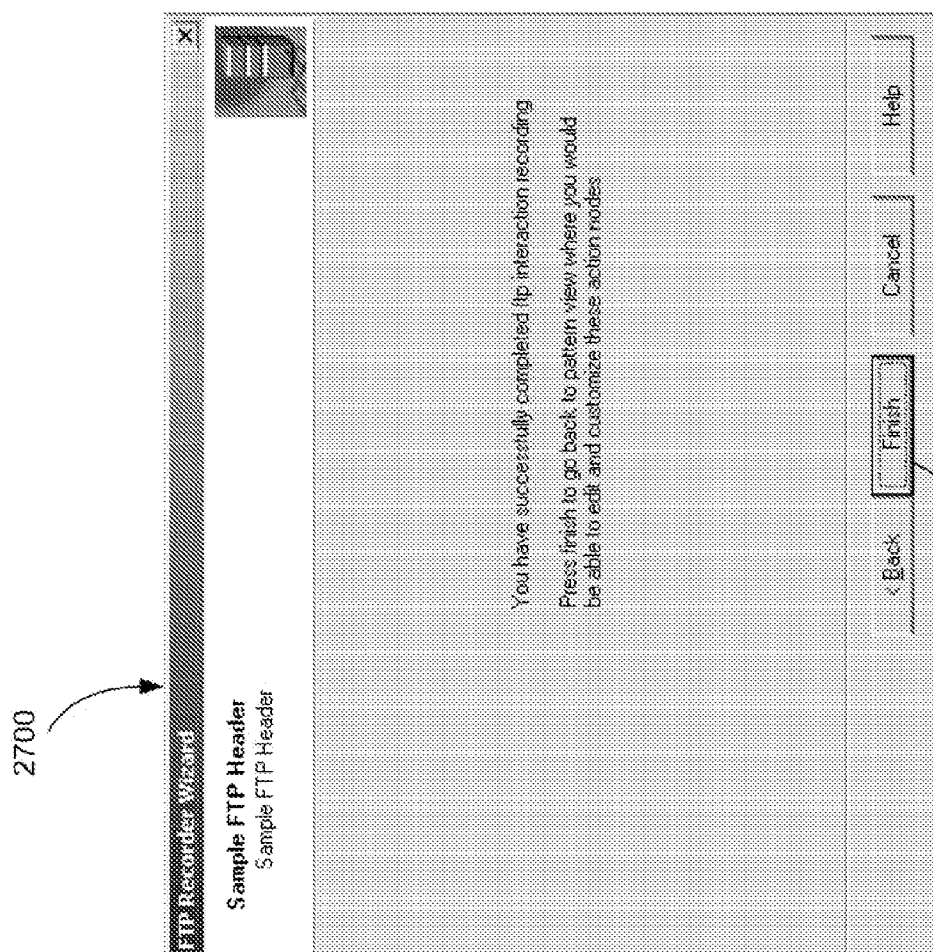 2700
FTP Recorder Wizard
Sample FTP Header
Sample FTP Header
You have successfully completed ftp interaction recording
Press finish to go back to pattern view where you would
be able to edit and customize these action nodes
< Back
Finish
Cancel
Help